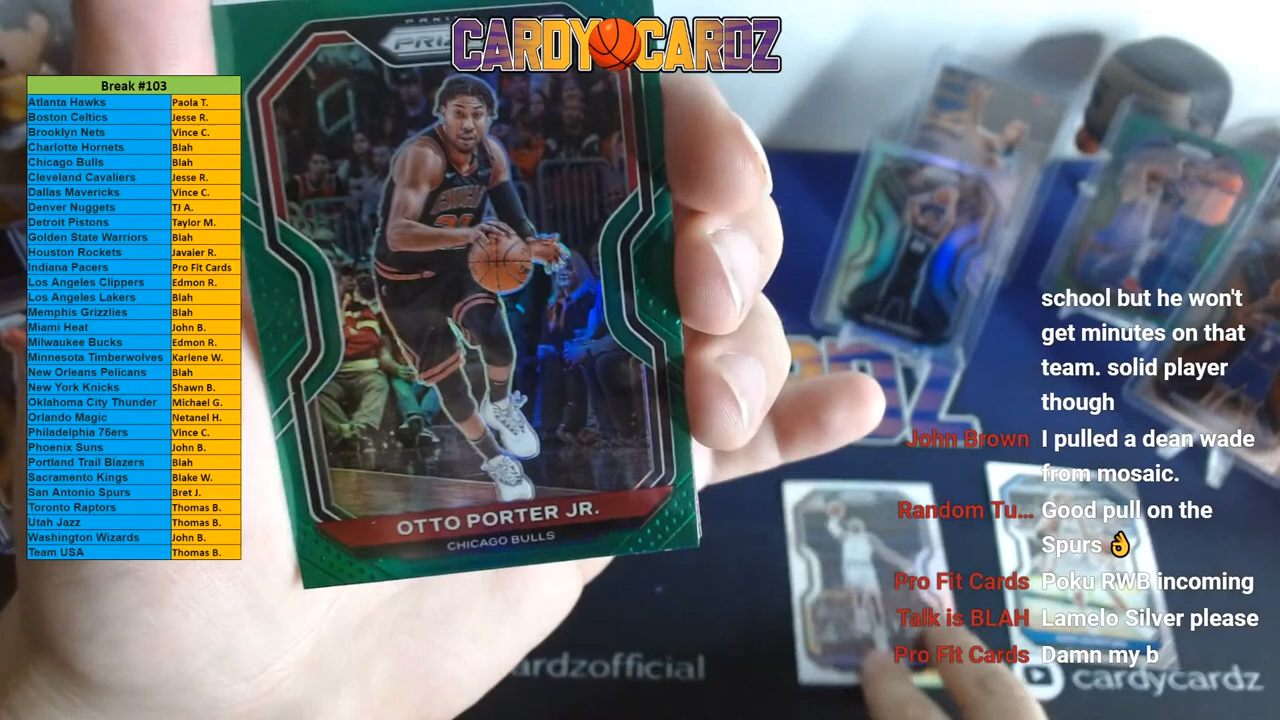 CARDY CARDZ
Break #103
Atlanta Hawks Paola T.
Boston Celtics Jesse R.
Brooklyn Nets Vince C.
Charlotte Hornets Blah
Chicago Bulls Blah
Cleveland Cavaliers Jesse R.
Dallas Mavericks Vince C.
Denver Nuggets TJ A.
Detroit Pistons Taylor M.
Golden State Warriors Blah
Houston Rockets Javaier R.
Indiana Pacers Pro Fit Cards
Los Angeles Clippers Edmon R.
Los Angeles Lakers Blah
Memphis Grizzlies Blah
Miami Heat John B.
Milwaukee Bucks Edmon R.
Minnesota Timberwolves Karlene W.
New Orleans Pelicans Blah
New York Knicks Shawn B.
Oklahoma City Thunder Michael G.
Orlando Magic Netanel H.
Philadelphia 76ers Vince C.
Phoenix Suns John B.
Portland Trail Blazers Blah
Sacramento Kings Blake W.
San Antonio Spurs Bret J.
Toronto Raptors Thomas B.
Utah Jazz Thomas B.
Washington Wizards John B.
Team USA Thomas B.
OTTO PORTER JR.
CHICAGO BULLS
school but he won't
get minutes on that
team. solid player
though
John Brown I pulled a dean wade
from mosaic.
Random Tu... Good pull on the
Spurs 👌
Pro Fit Cards Poku RWB incoming
Talk is BLAH Lamelo Silver please
Pro Fit Cards Damn my b
ardzofficial
cardycardz